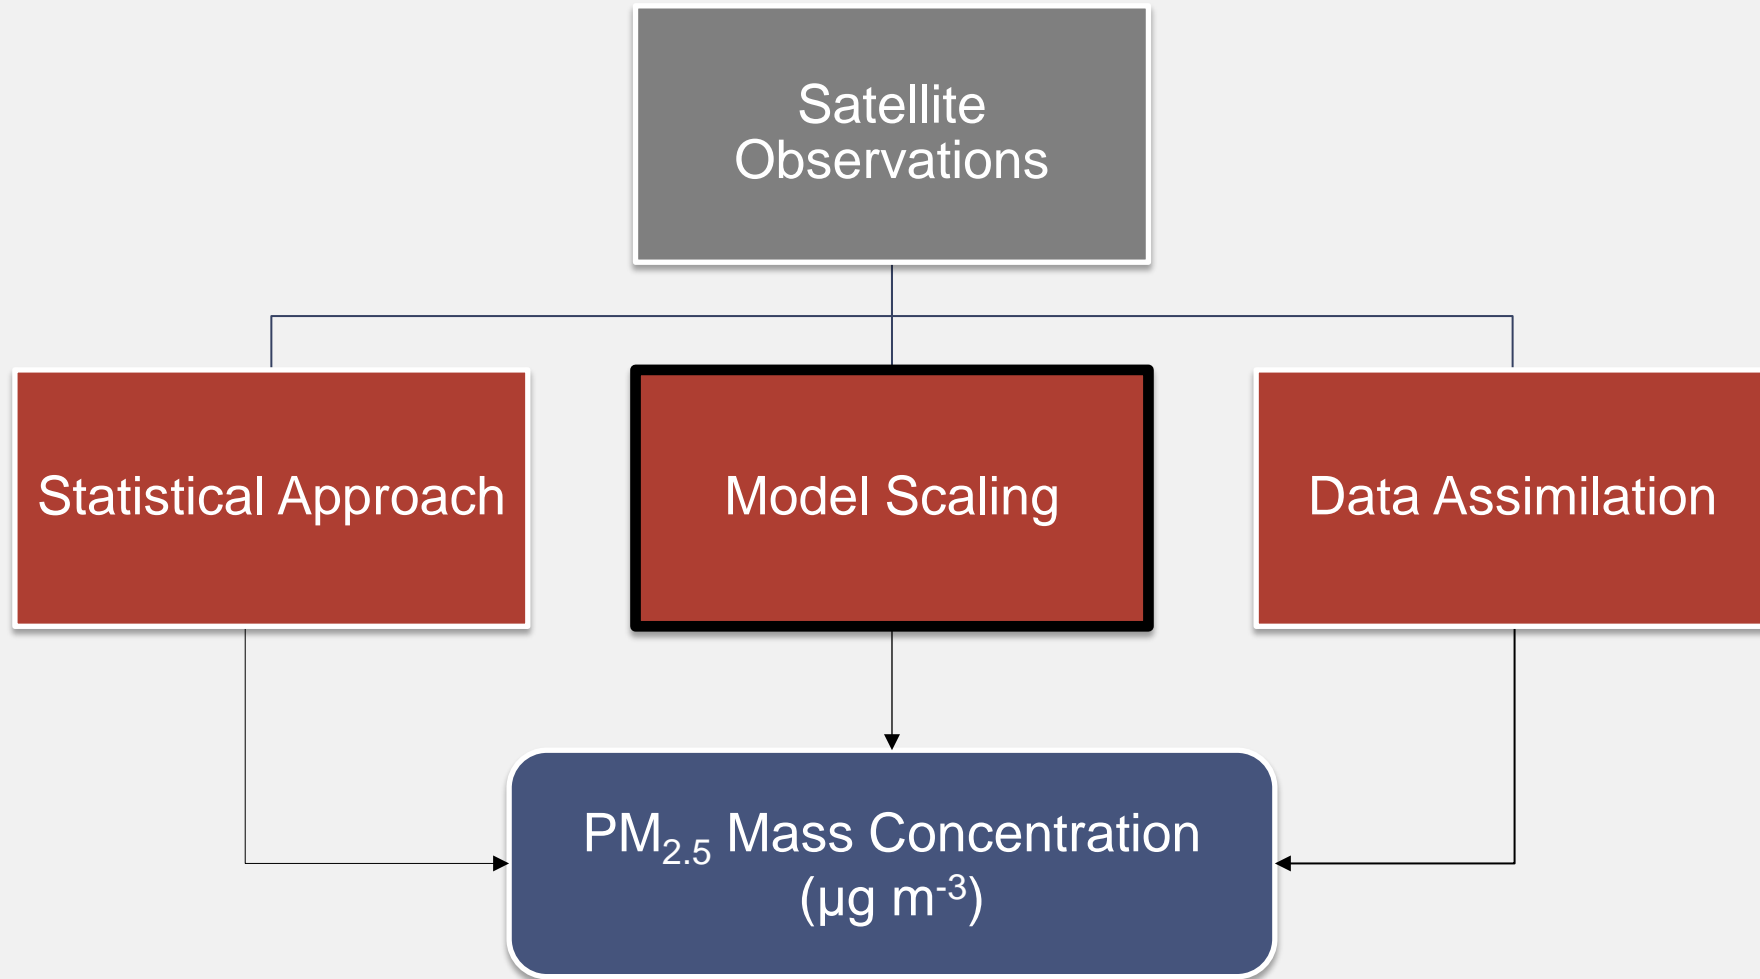 Satellite
Observations
Statistical Approach
Model Scaling
Data Assimilation
PM₂.₅ Mass Concentration
(µg m⁻³)